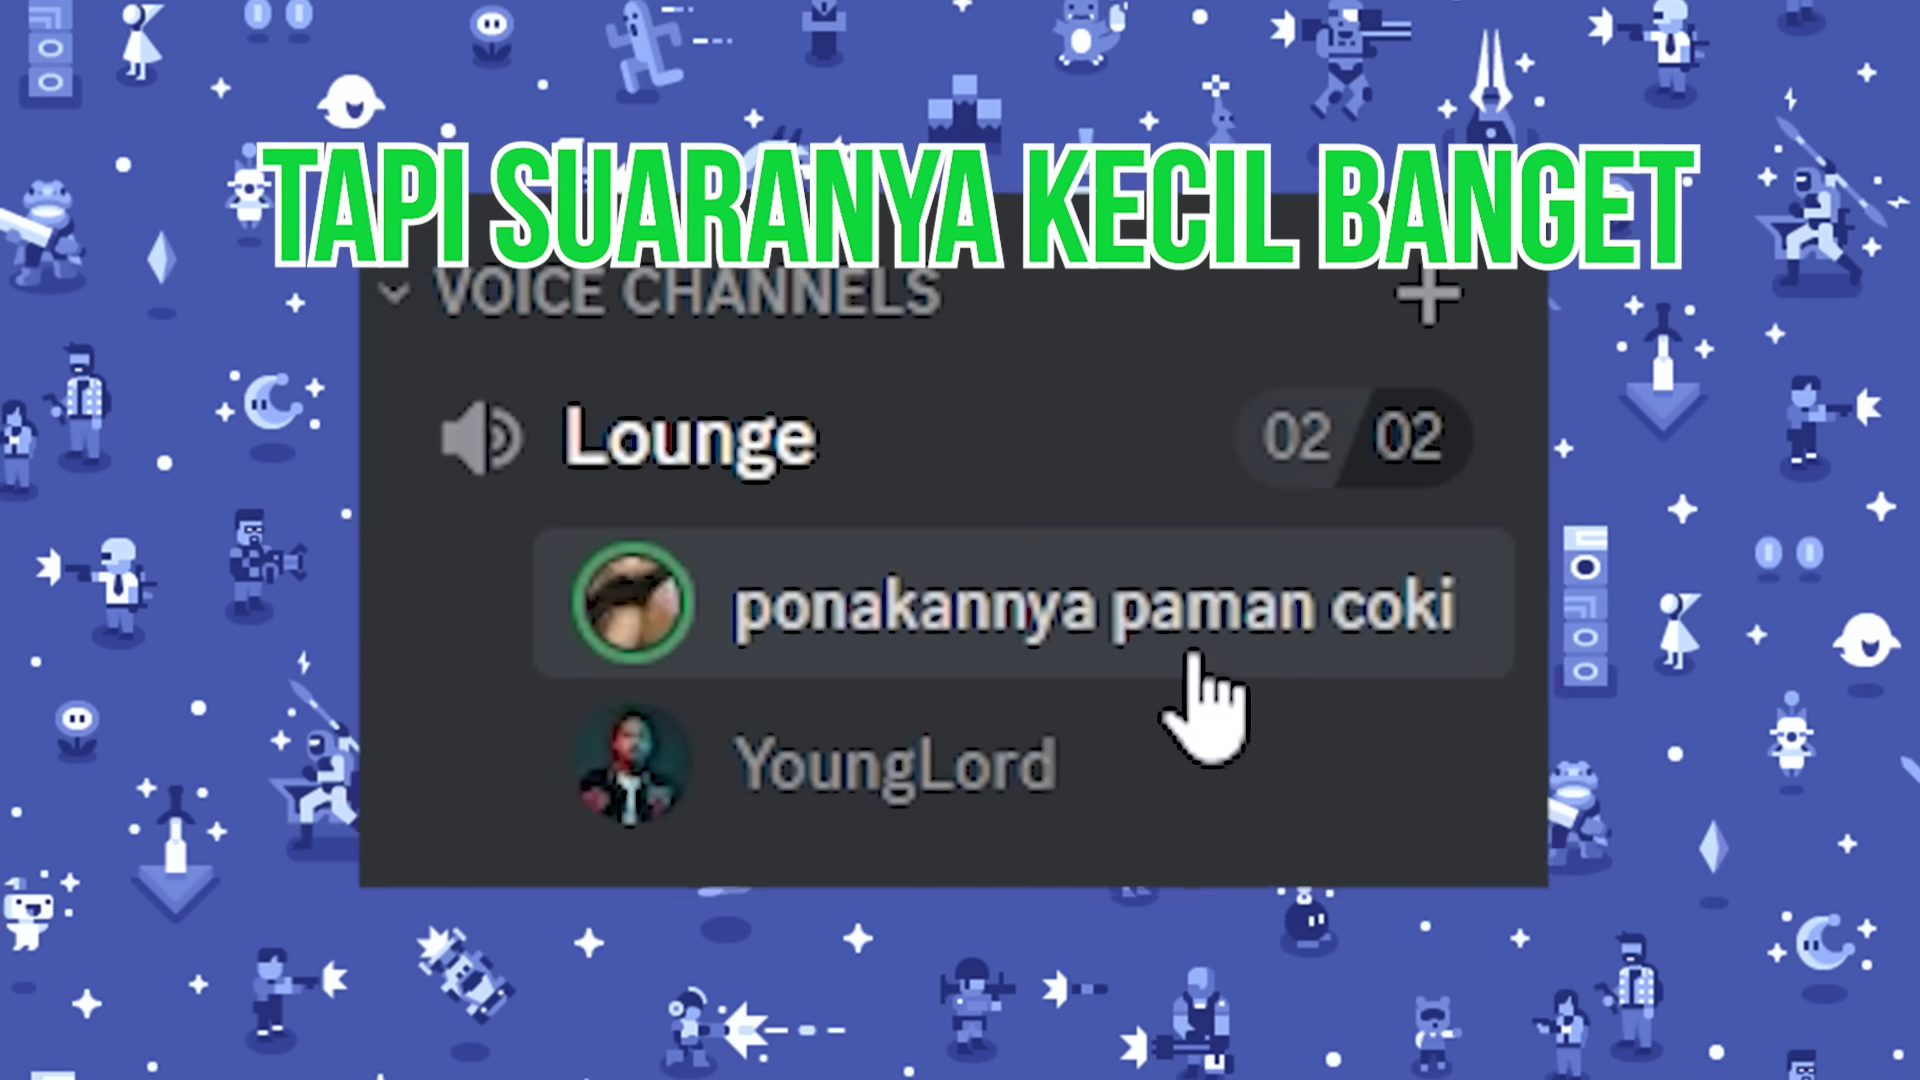 TAPI SUARANYA KECIL BANGET
VOICE CHANNELS
Lounge
02 02
ponakannya paman coki
YoungLord